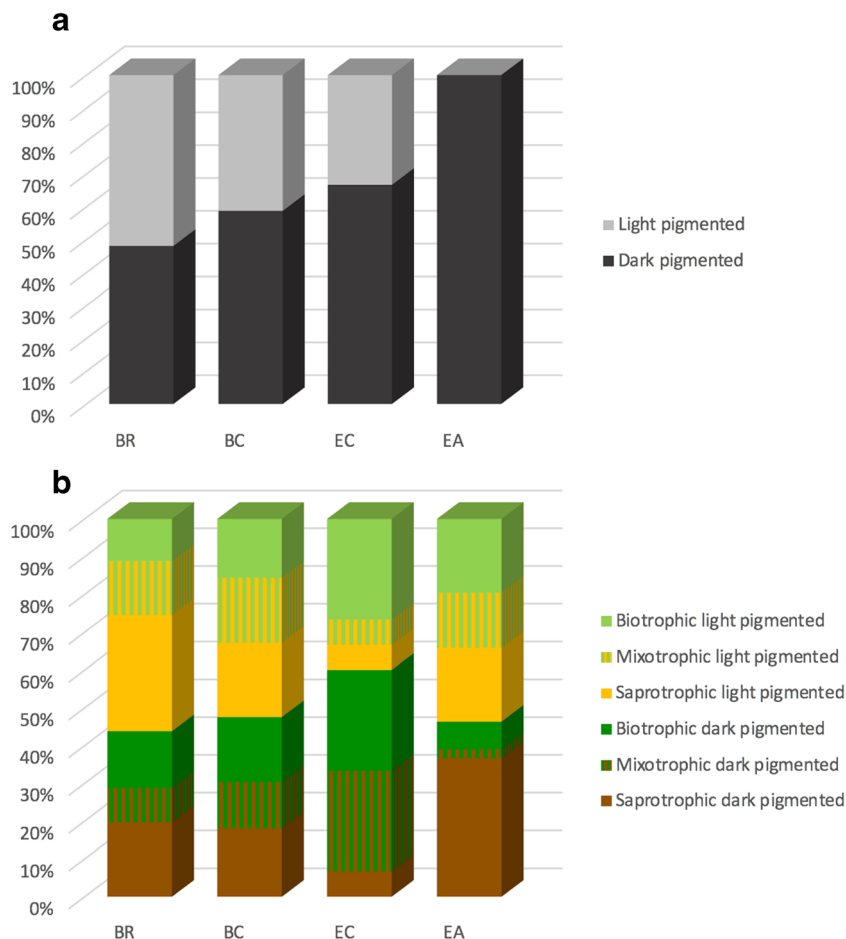 a
100%
90%
80%
70%
60%
50%
40%
30%
20%
10%
0%
BR BC EC EA
Light pigmented
Dark pigmented
b
100%
90%
80%
70%
60%
50%
40%
30%
20%
10%
0%
BR BC EC EA
Biotrophic light pigmented
Mixotrophic light pigmented
Saprotrophic light pigmented
Biotrophic dark pigmented
Mixotrophic dark pigmented
Saprotrophic dark pigmented